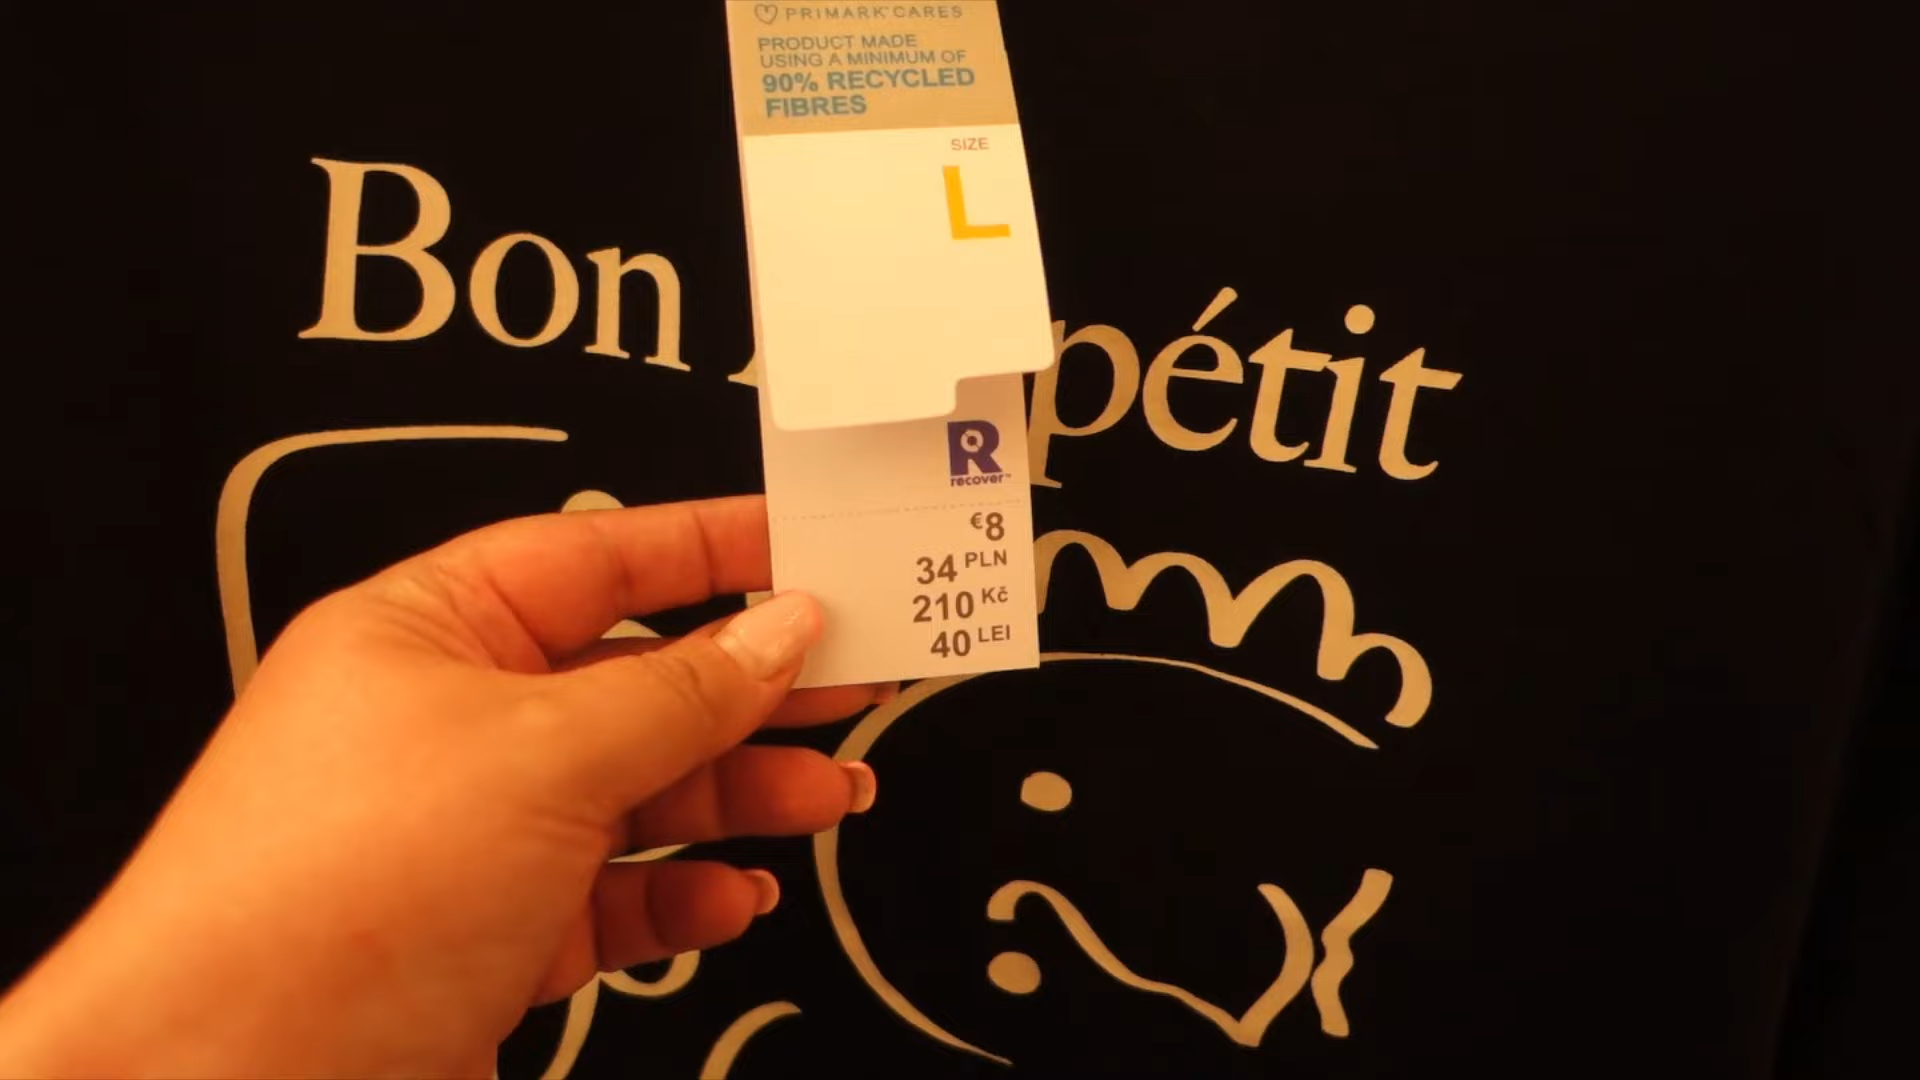 PRIMARK CARES
PRODUCT MADE
USING A MINIMUM OF
90% RECYCLED
FIBRES
SIZE
L
Bon pétit
R
recover™
€8
34 PLN
210 Kč
40 LEI